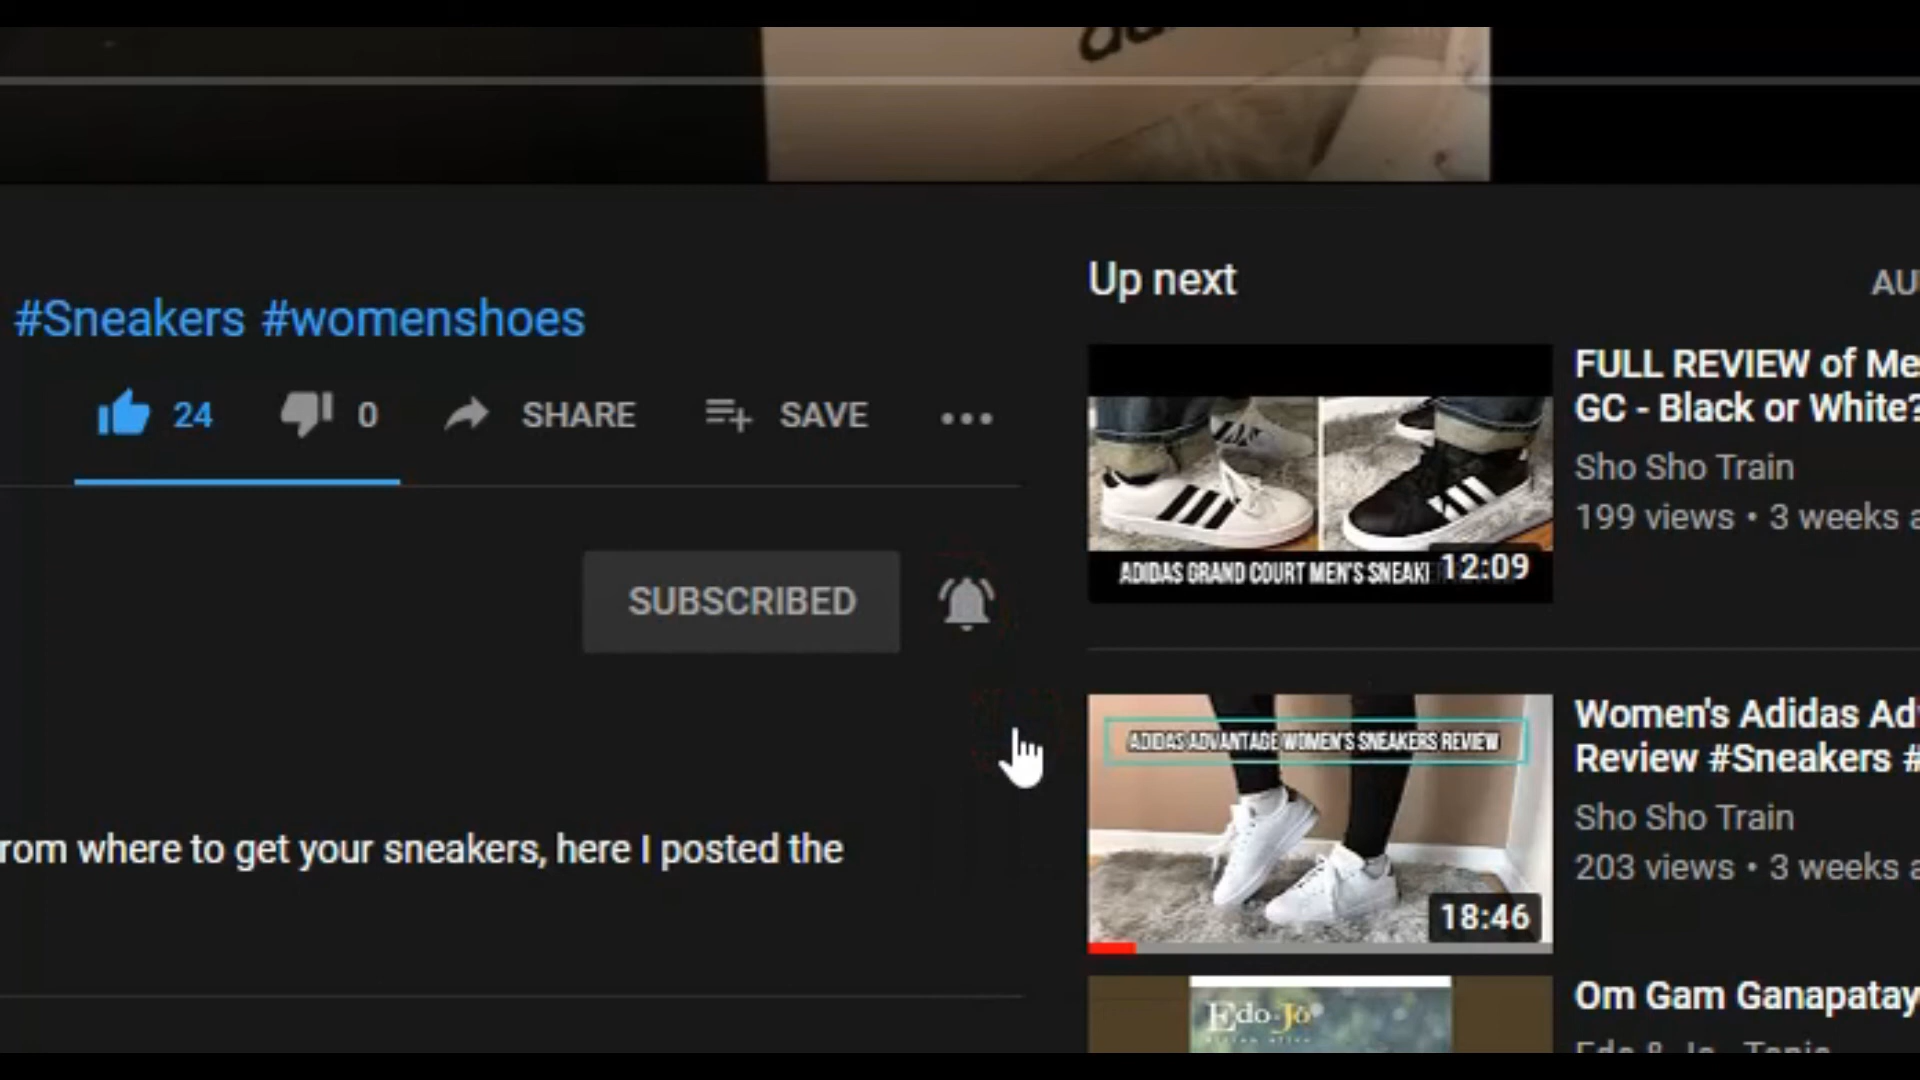 #Sneakers #womenshoes
24
0
SHARE
SAVE
SUBSCRIBED
rom where to get your sneakers, here I posted the
Up next
AU
ADIDAS GRAND COURT MEN'S
12:09
FULL REVIEW of Me
GC - Black or White?
Sho Sho Train
199 views • 3 weeks a
ADIDAS ADVANTAGE WOMEN'S SNEAKERS REVIEW
18:46
Women's Adidas Ad
Review #Sneakers #
Sho Sho Train
203 views • 3 weeks a
Edo-Jo
Om Gam Ganapatay